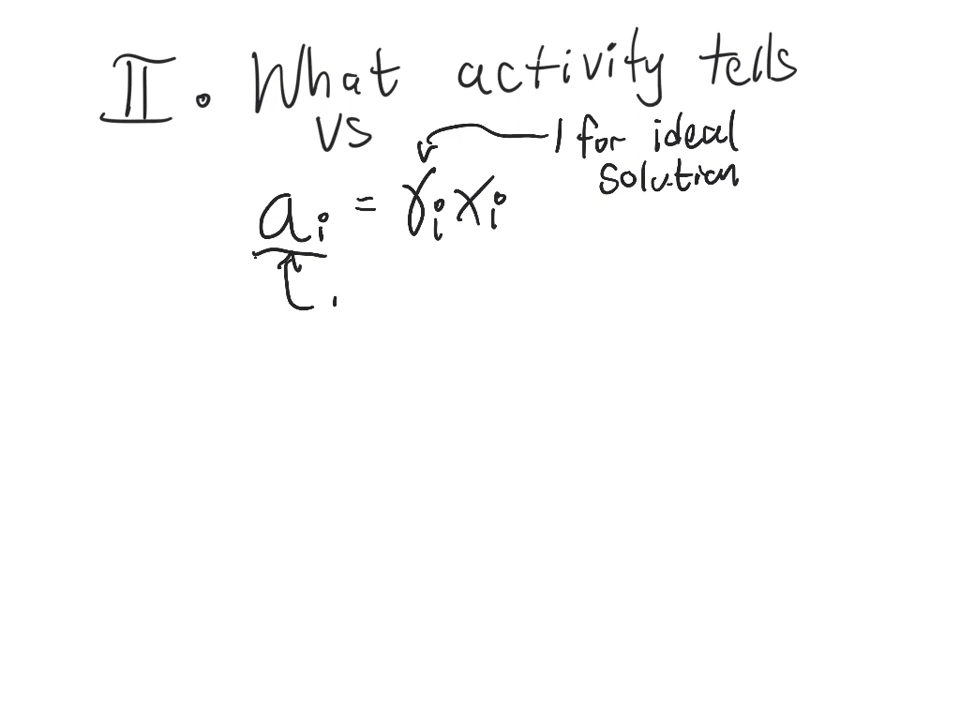 II. What activity tells
vs
1 for ideal
solution
aᵢ = γᵢxᵢ